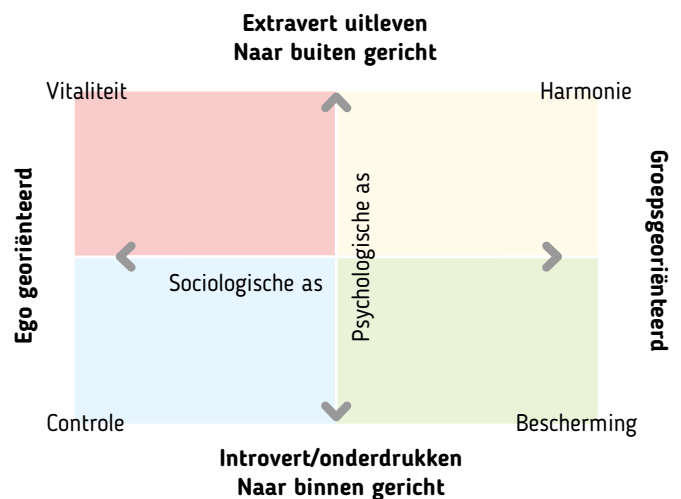 Extravert uitleven
Naar buiten gericht
Vitaliteit
Harmonie
Ego georiënteerd
Psychologische as
Groepsgeoriënteerd
Sociologische as
Controle
Bescherming
Introvert/onderdrukken
Naar binnen gericht